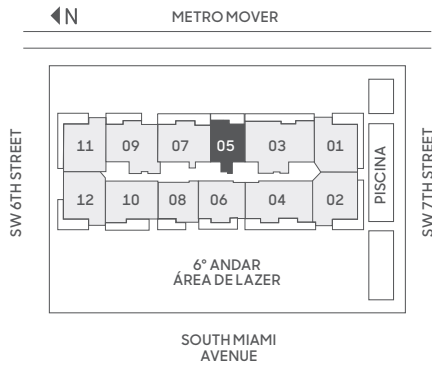 N
METRO MOVER
SW 6TH STREET
11 09 07 05 03 01
12 10 08 06 04 02
PISCINA
SW 7TH STREET
6º ANDAR
ÁREA DE LAZER
SOUTH MIAMI
AVENUE